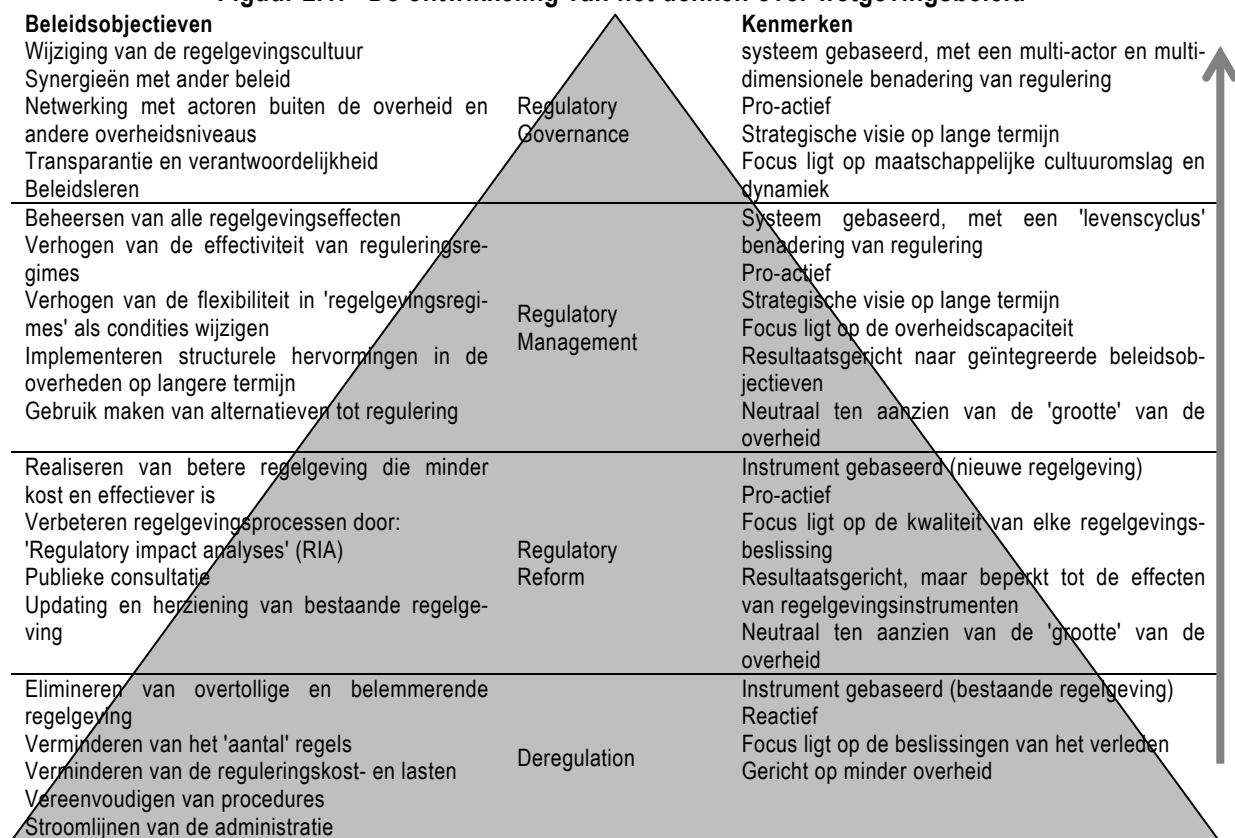 Figuur 2.1. De ontwikkeling van het denken over wetgevingsbeleid
Beleidsobjectieven
Wijziging van de regelgevingscultuur
Synergieën met ander beleid
Netwerking met actoren buiten de overheid en
andere overheidsniveaus
Transparantie en verantwoordelijkheid
Beleidsleren
Regulatory
Governance
Kenmerken
systeem gebaseerd, met een multi-actor en multi-
dimensionele benadering van regulering
Pro-actief
Strategische visie op lange termijn
Focus ligt op maatschappelijke cultuuromslag en
dynamiek
Beheersen van alle regelgevingseffecten
Verhogen van de effectiviteit van reguleringsre-
gimes
Verhogen van de flexibiliteit in 'regelgevingsregi-
mes' als condities wijzigen
Implementeren structurele hervormingen in de
overheden op langere termijn
Gebruik maken van alternatieven tot regulering
Regulatory
Management
Systeem gebaseerd, met een 'levenscyclus'
benadering van regulering
Pro-actief
Strategische visie op lange termijn
Focus ligt op de overheidscapaciteit
Resultaatsgericht naar geïntegreerde beleidsob-
jectieven
Neutraal ten aanzien van de 'grootte' van de
overheid
Realiseren van betere regelgeving die minder
kost en effectiever is
Verbeteren regelgevingsprocessen door:
'Regulatory impact analyses' (RIA)
Publieke consultatie
Updating en herziening van bestaande regelge-
ving
Regulatory
Reform
Instrument gebaseerd (nieuwe regelgeving)
Pro-actief
Focus ligt op de kwaliteit van elke regelgevings-
beslissing
Resultaatsgericht, maar beperkt tot de effecten
van regelgevingsinstrumenten
Neutraal ten aanzien van de 'grootte' van de
overheid
Elimineren van overtollige en belemmerende
regelgeving
Verminderen van het 'aantal' regels
Verminderen van de reguleringskost- en lasten
Vereenvoudigen van procedures
Stroomlijnen van de administratie
Deregulation
Instrument gebaseerd (bestaande regelgeving)
Reactief
Focus ligt op de beslissingen van het verleden
Gericht op minder overheid